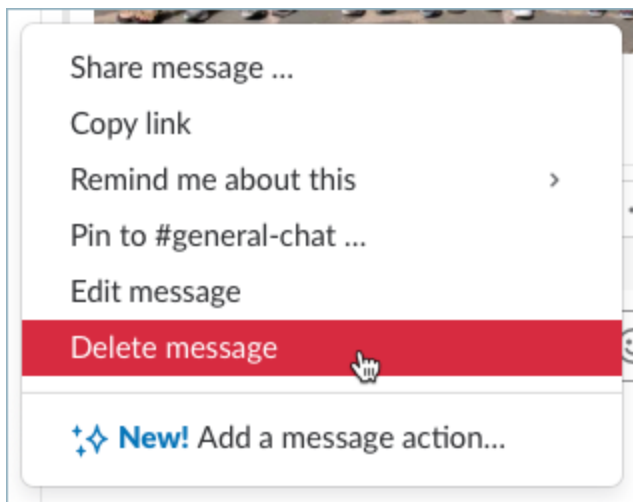 Share message ...
Copy link
Remind me about this
Pin to #general-chat ...
Edit message
Delete message
New! Add a message action...